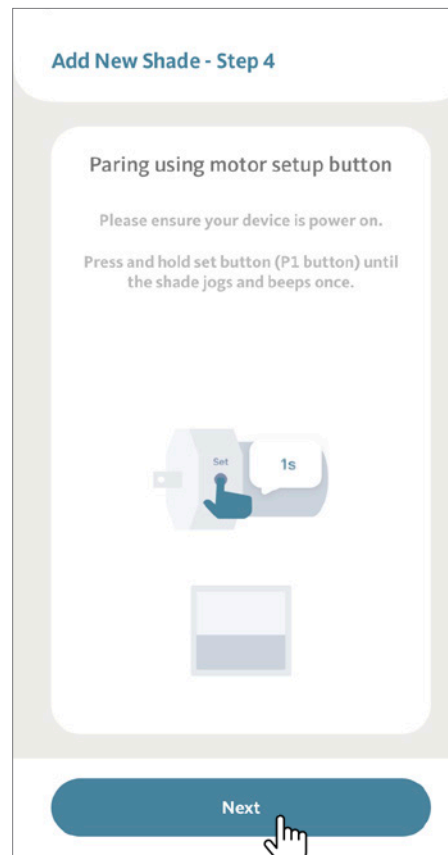 Add New Shade - Step 4
Paring using motor setup button
Please ensure your device is power on.
Press and hold set button (P1 button) until
the shade jogs and beeps once.
Set
1s
Next